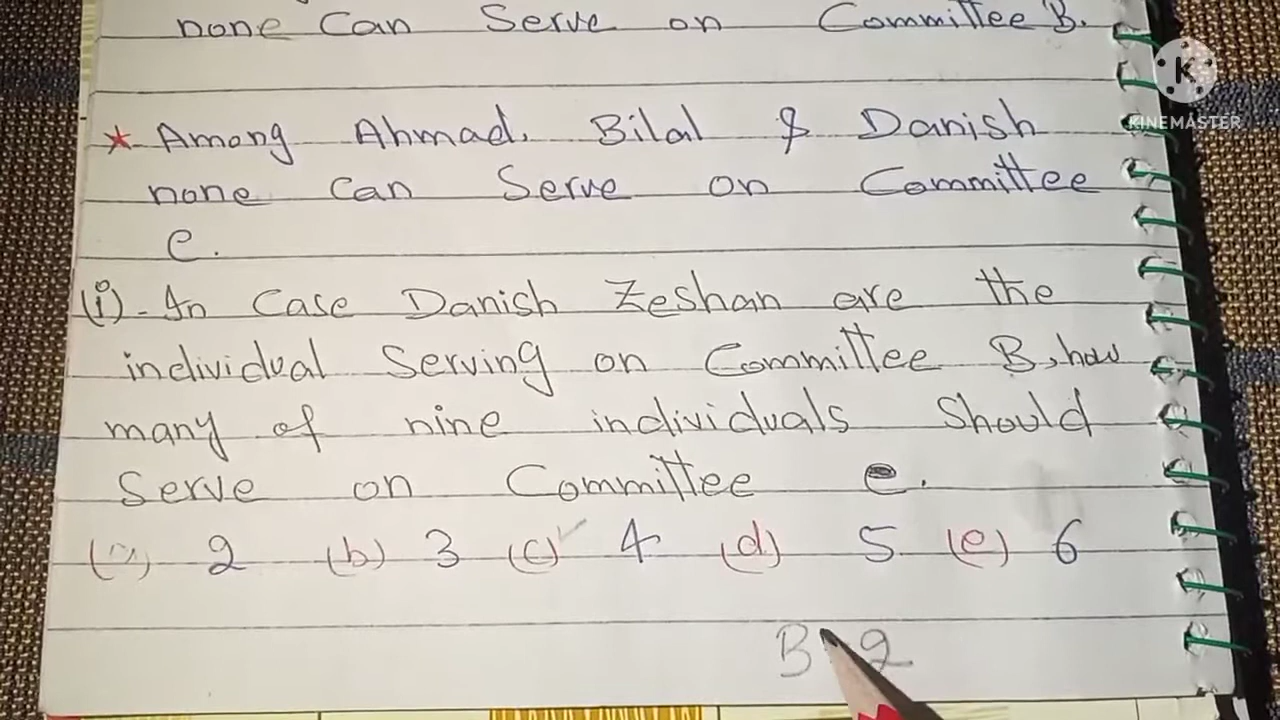 none Can Serve on Committee B.
K
KINEMASTER
★ Among Ahmad, Bilal & Danish
none can Serve on Committee
e.
(i) - In Case Danish Zeshan are the
individual Serving on Committee B, how
many of nine individuals Should
Serve on Committee e.
(a) 2 (b) 3 (c) 4 (d) 5 (e) 6
B 2